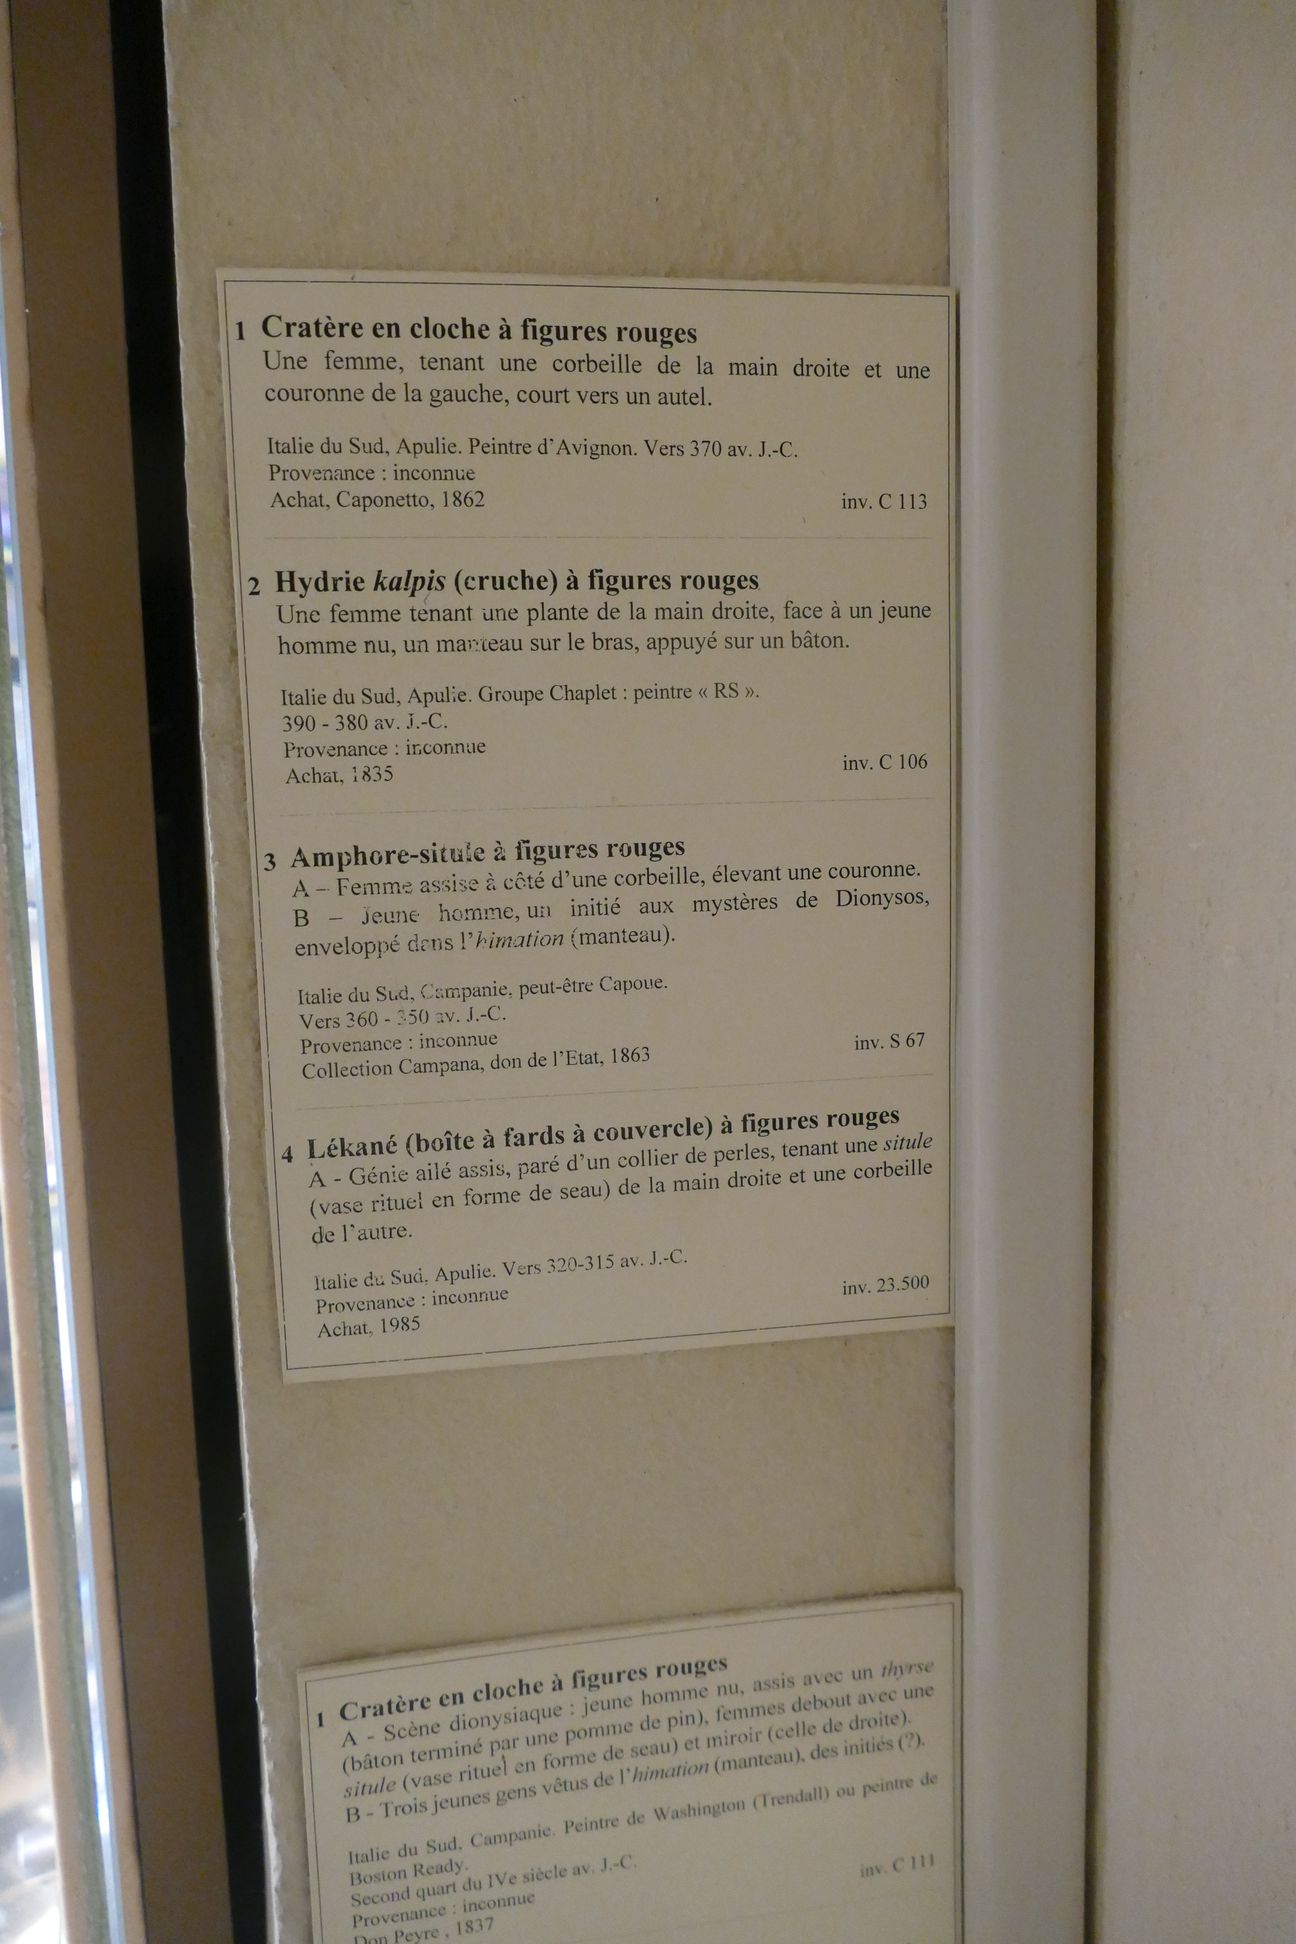 1 Cratère en cloche à figures rouges
Une femme, tenant une corbeille de la main droite et une
couronne de la gauche, court vers un autel.
Italie du Sud, Apulie. Peintre d'Avignon. Vers 370 av. J.-C.
Provenance : inconnue
Achat, Caponetto, 1862 inv. C 113
2 Hydrie kalpis (cruche) à figures rouges
Une femme tenant une plante de la main droite, face à un jeune
homme nu, un manteau sur le bras, appuyé sur un bâton.
Italie du Sud, Apulie. Groupe Chaplet : peintre « RS ».
390 - 380 av. J.-C.
Provenance : inconnue
Achat, 1835 inv. C 106
3 Amphore-situle à figures rouges
A – Femme assise à côté d'une corbeille, élevant une couronne.
B – Jeune homme, un initié aux mystères de Dionysos,
enveloppé dans l'himation (manteau).
Italie du Sud, Campanie, peut-être Capoue.
Vers 360 - 350 av. J.-C.
Provenance : inconnue
Collection Campana, don de l'Etat, 1863 inv. S 67
4 Lékané (boîte à fards à couvercle) à figures rouges
A - Génie ailé assis, paré d'un collier de perles, tenant une situle
(vase rituel en forme de seau) de la main droite et une corbeille
de l'autre.
Italie du Sud, Apulie. Vers 320-315 av. J.-C.
Provenance : inconnue
Achat, 1985 inv. 23.500
1 Cratère en cloche à figures rouges
A - Scène dionysiaque : jeune homme nu, assis avec un thyrse
(bâton terminé par une pomme de pin), femmes debout avec une
situle (vase rituel en forme de seau) et miroir (celle de droite).
B - Trois jeunes gens vêtus de l'himation (manteau), des initiés (?).
Italie du Sud, Campanie. Peintre de Washington (Trendall) ou peintre de
Boston Ready.
Second quart du IVe siècle av. J.-C.
Provenance : inconnue inv. C 111
Don Peyre , 1837